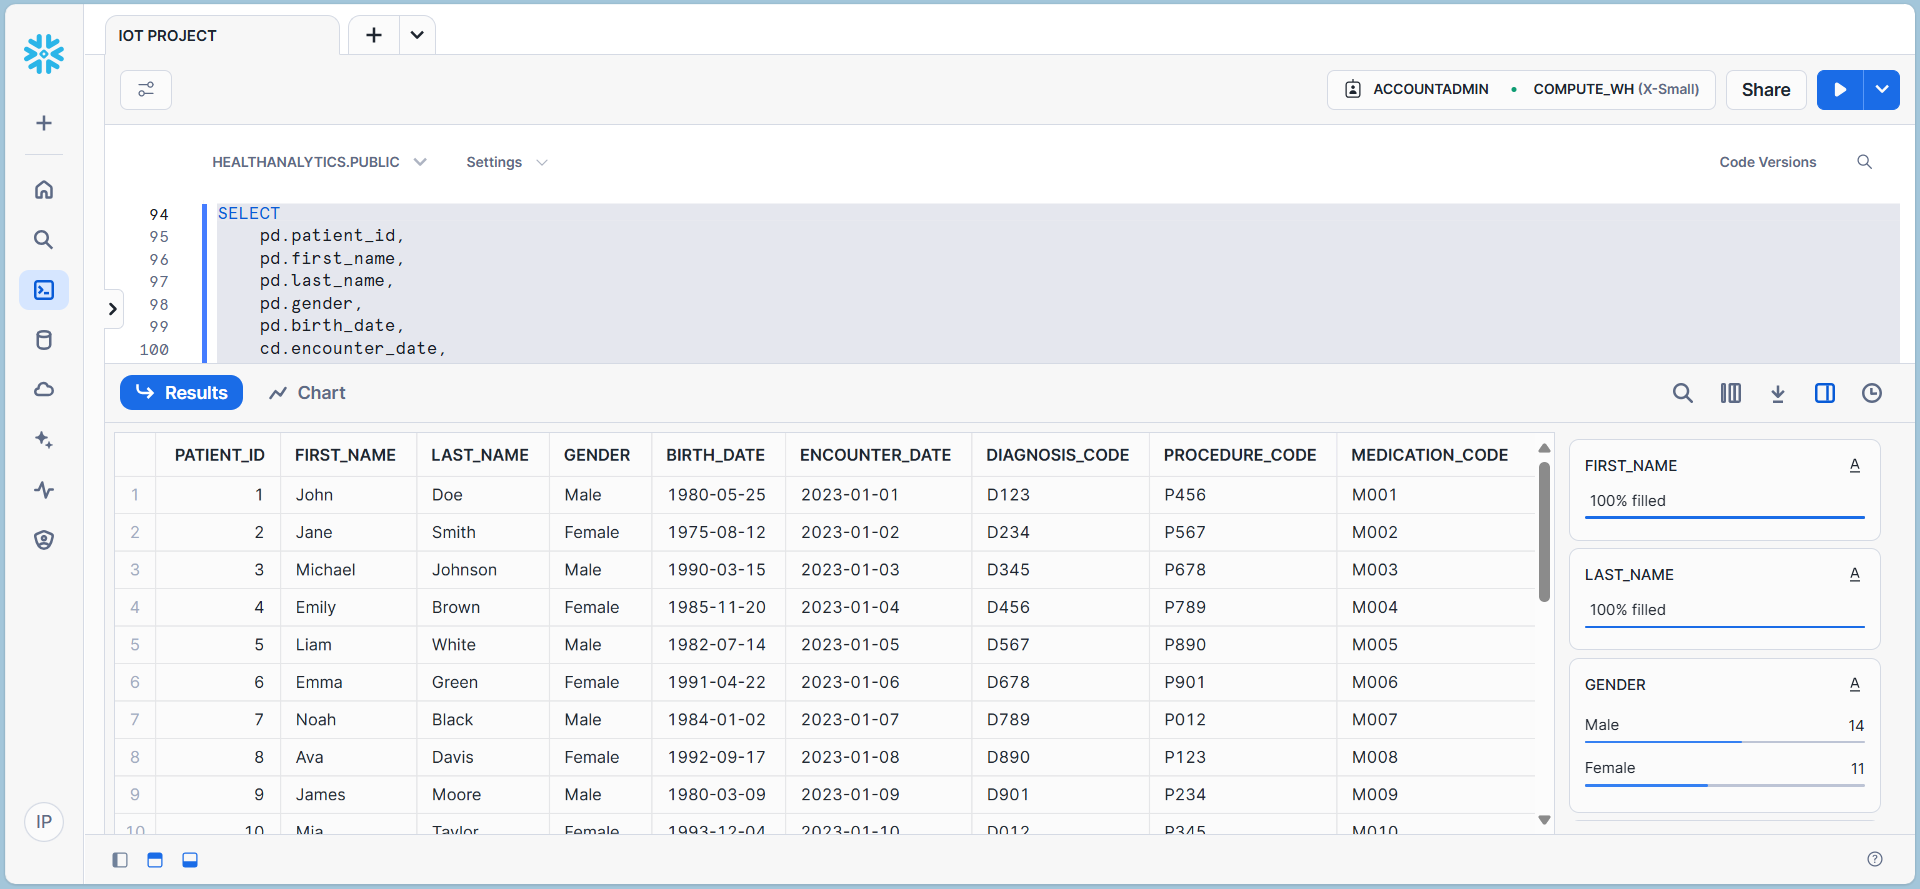 IOT PROJECT
ACCOUNTADMIN COMPUTE_WH (X-Small) Share
HEALTHANALYTICS.PUBLIC Settings Code Versions
94 SELECT
95 pd.patient_id,
96 pd.first_name,
97 pd.last_name,
98 pd.gender,
99 pd.birth_date,
100 cd.encounter_date,
Results Chart
PATIENT_ID FIRST_NAME LAST_NAME GENDER BIRTH_DATE ENCOUNTER_DATE DIAGNOSIS_CODE PROCEDURE_CODE MEDICATION_CODE
1 1 John Doe Male 1980-05-25 2023-01-01 D123 P456 M001
2 2 Jane Smith Female 1975-08-12 2023-01-02 D234 P567 M002
3 3 Michael Johnson Male 1990-03-15 2023-01-03 D345 P678 M003
4 4 Emily Brown Female 1985-11-20 2023-01-04 D456 P789 M004
5 5 Liam White Male 1982-07-14 2023-01-05 D567 P890 M005
6 6 Emma Green Female 1991-04-22 2023-01-06 D678 P901 M006
7 7 Noah Black Male 1984-01-02 2023-01-07 D789 P012 M007
8 8 Ava Davis Female 1992-09-17 2023-01-08 D890 P123 M008
9 9 James Moore Male 1980-03-09 2023-01-09 D901 P234 M009
10 10 Mia Taylor Female 1993-12-04 2023-01-10 D012 P345 M010
FIRST_NAME A
100% filled
LAST_NAME A
100% filled
GENDER A
Male 14
Female 11
IP